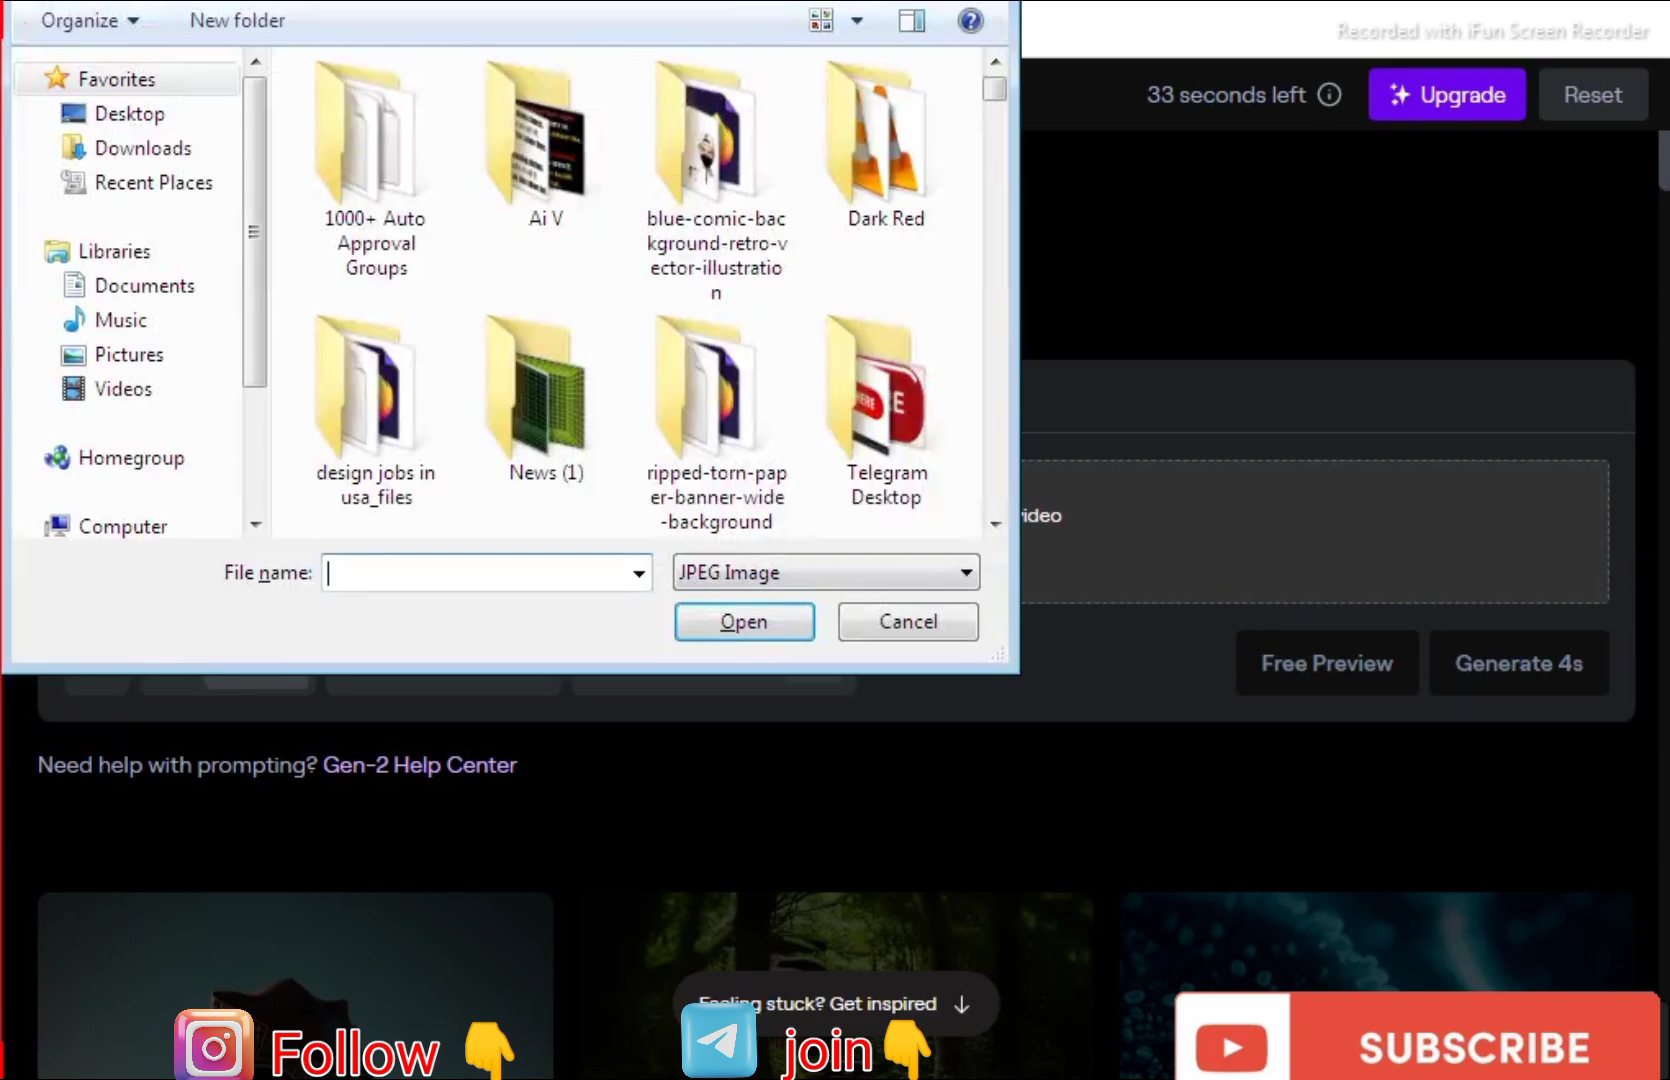 Organize
New folder
Recorded with iFun Screen Recorder
33 seconds left
Upgrade
Reset
Favorites
Desktop
Downloads
Recent Places
Libraries
Documents
Music
Pictures
Videos
Homegroup
Computer
1000+ Auto
Approval
Groups
Ai V
blue-comic-bac
kground-retro-v
ector-illustratio
n
Dark Red
design jobs in
usa_files
News (1)
ripped-torn-pap
er-banner-wide
-background
Telegram
Desktop
ideo
File name:
JPEG Image
Open
Cancel
Free Preview
Generate 4s
Need help with prompting? Gen-2 Help Center
Feeling stuck? Get inspired
Follow
join
SUBSCRIBE